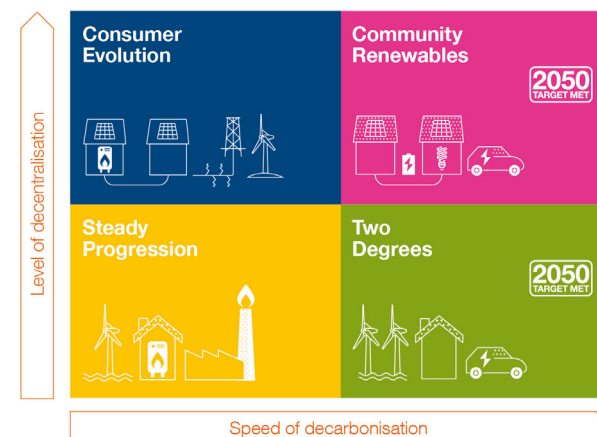 Level of decentralisation
Consumer
Evolution
Community
Renewables
2050
TARGET MET
Steady
Progression
Two
Degrees
2050
TARGET MET
Speed of decarbonisation